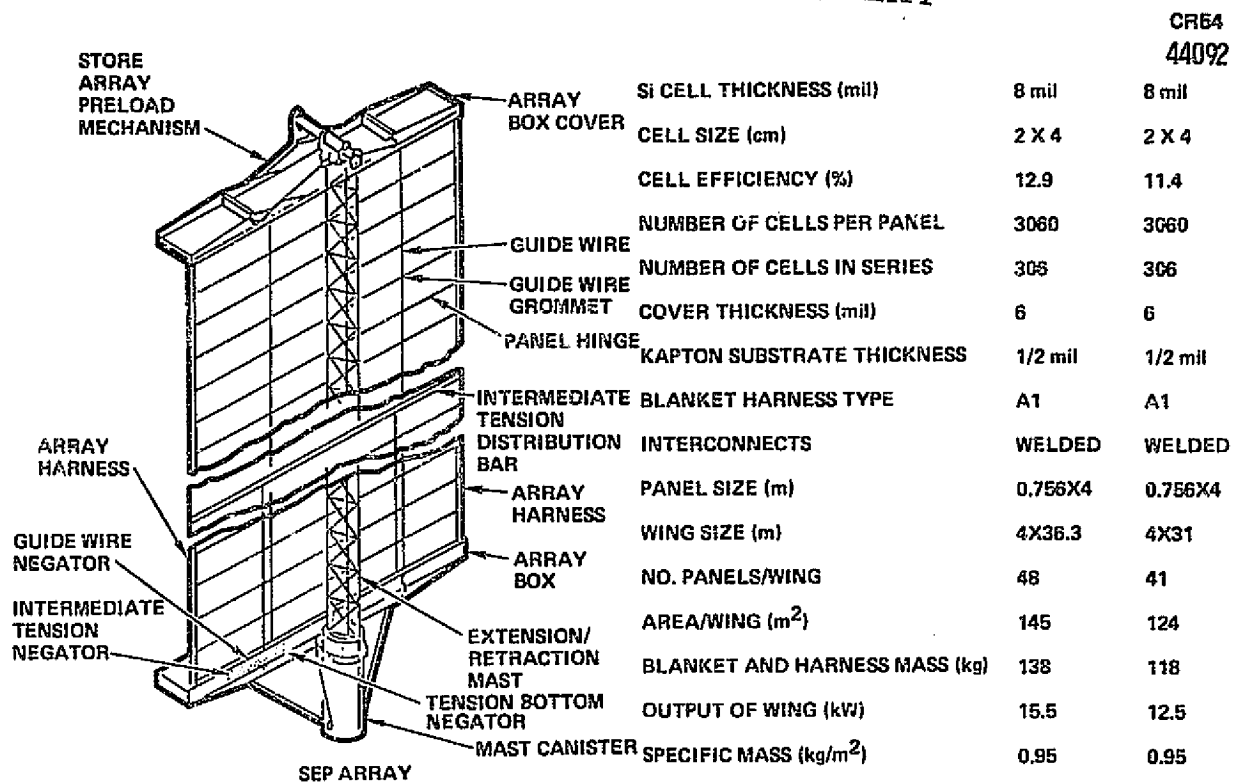 CR64
44092
STORE
ARRAY
PRELOAD
MECHANISM
ARRAY
BOX COVER
GUIDE WIRE
GUIDE WIRE
GROMMET
PANEL HINGE
INTERMEDIATE
TENSION
DISTRIBUTION
BAR
ARRAY
HARNESS
ARRAY
HARNESS
GUIDE WIRE
NEGATOR
ARRAY
BOX
INTERMEDIATE
TENSION
NEGATOR
EXTENSION/
RETRACTION
MAST
TENSION BOTTOM
NEGATOR
MAST CANISTER
SEP ARRAY
Si CELL THICKNESS (mil) 8 mil 8 mil
CELL SIZE (cm) 2 X 4 2 X 4
CELL EFFICIENCY (%) 12.9 11.4
NUMBER OF CELLS PER PANEL 3060 3060
NUMBER OF CELLS IN SERIES 306 306
COVER THICKNESS (mil) 6 6
KAPTON SUBSTRATE THICKNESS 1/2 mil 1/2 mil
BLANKET HARNESS TYPE A1 A1
INTERCONNECTS WELDED WELDED
PANEL SIZE (m) 0.756X4 0.756X4
WING SIZE (m) 4X36.3 4X31
NO. PANELS/WING 48 41
AREA/WING (m²) 145 124
BLANKET AND HARNESS MASS (kg) 138 118
OUTPUT OF WING (kW) 15.5 12.5
SPECIFIC MASS (kg/m²) 0.95 0.95